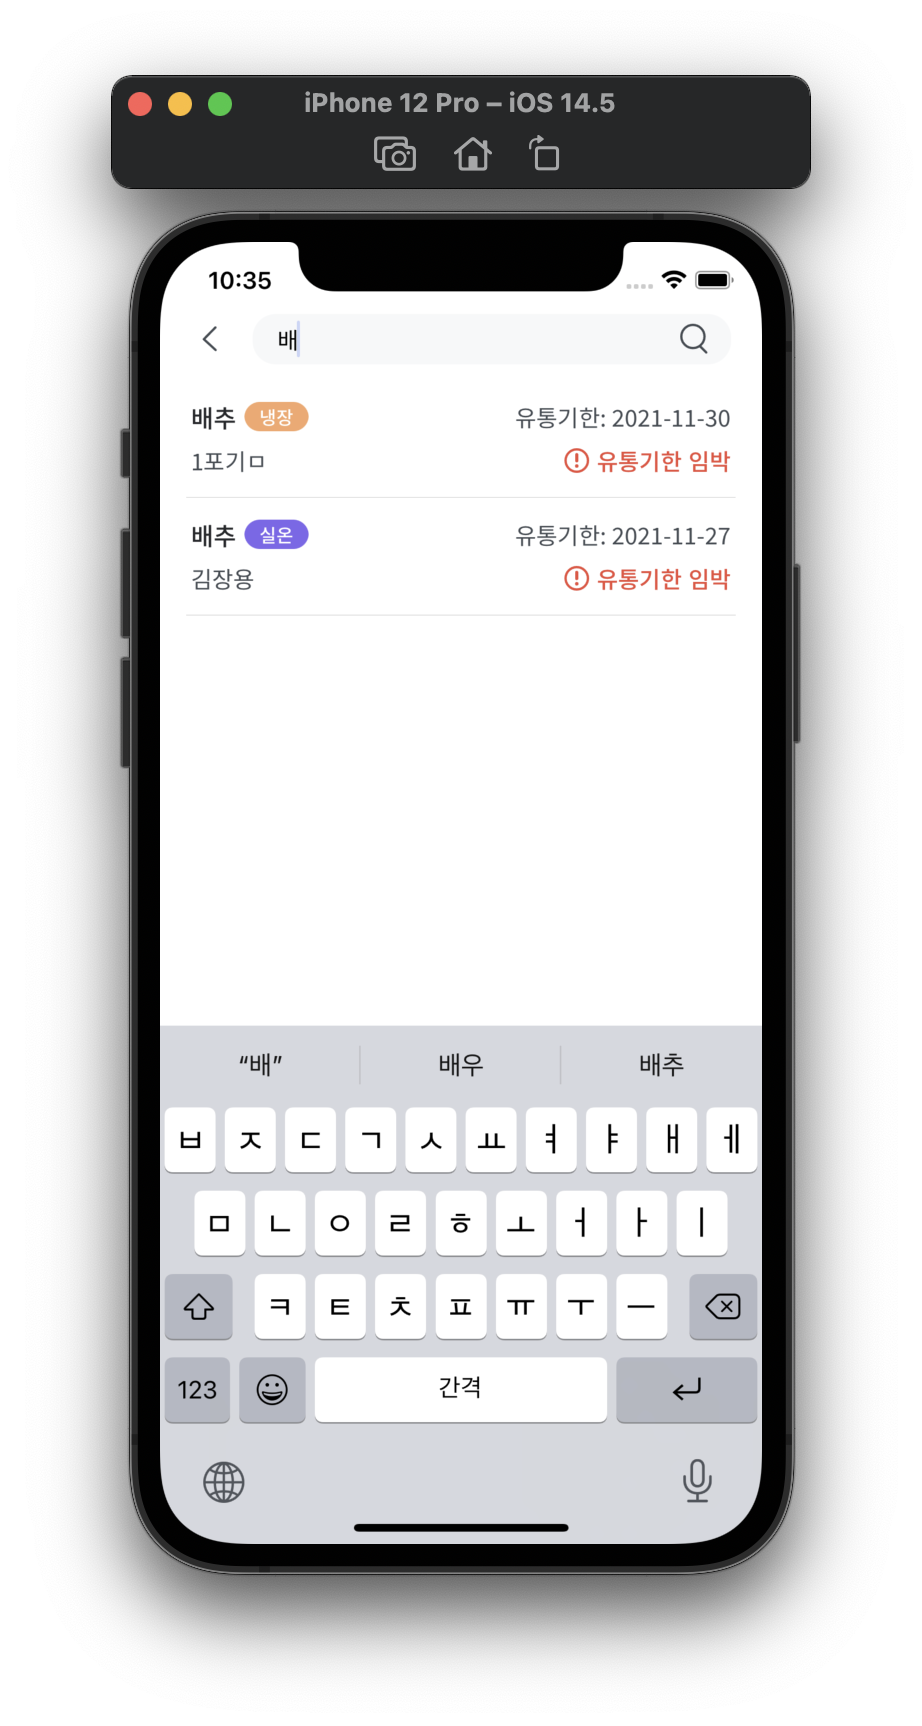 iPhone 12 Pro – iOS 14.5
10:35
배
배추 냉장 유통기한: 2021-11-30
1포기ㅁ 유통기한 임박
배추 실온 유통기한: 2021-11-27
김장용 유통기한 임박
“배” 배우 배추
ㅂ ㅈ ㄷ ㄱ ㅅ ㅛ ㅕ ㅑ ㅐ ㅔ
ㅁ ㄴ ㅇ ㄹ ㅎ ㅗ ㅓ ㅏ ㅣ
ㅋ ㅌ ㅊ ㅍ ㅠ ㅜ ㅡ
123 간격